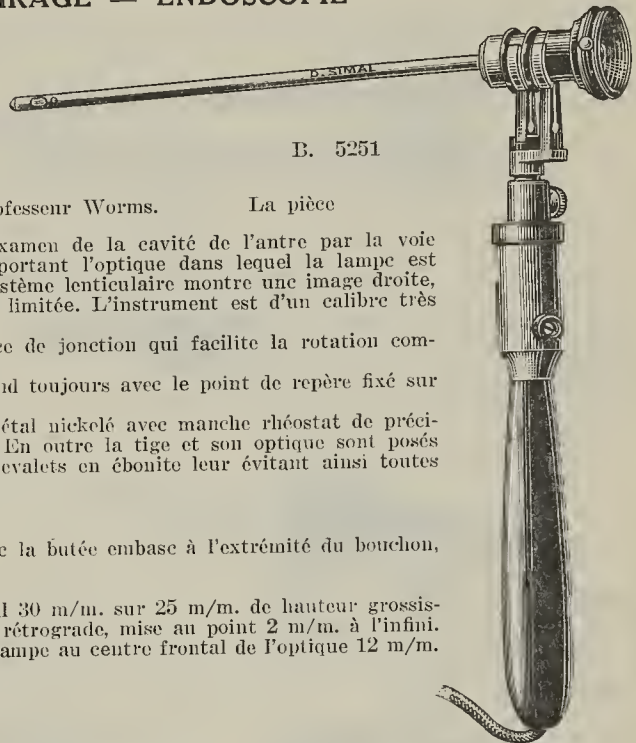 ENDOSCOPIE
D. SIMAL
B. 5251
Professeur Worms. La pièce
examen de la cavité de l'antre par la voie
portant l'optique dans lequel la lampe est
stème lenticulaire montre une image droite,
limitée. L'instrument est d'un calibre très
ce de jonction qui facilite la rotation com-
nd toujours avec le point de repère fixé sur
étal nickelé avec manche rhéostat de préci-
En outre la tige et son optique sont posés
evalets en ébonite leur évitant ainsi toutes
c la butée embase à l'extrémité du bouchon,
l 30 m/m. sur 25 m/m. de hauteur grossis-
rétrograde, mise au point 2 m/m. à l'infini.
ampe au centre frontal de l'optique 12 m/m.